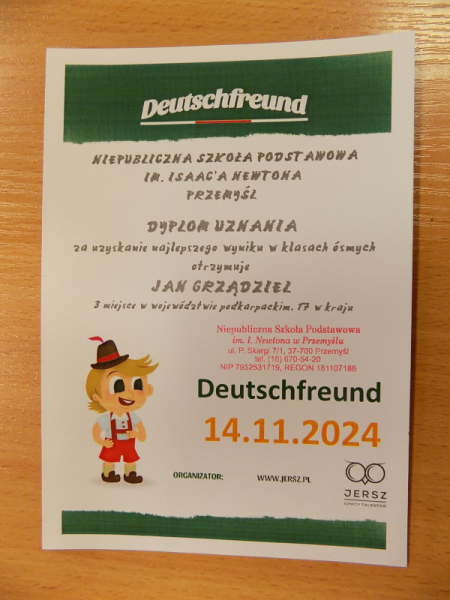 Deutschfreund
NIEPUBLICZNA SZKOŁA PODSTAWOWA
IM. ISAAC'A NEWTONA
PRZEMYŚL
DYPLOM UZNANIA
za uzyskanie najlepszego wyniku w klasach ósmych
otrzymuje
JAN GRZĄDZIEL
3 miejsce w województwie podkarpackim, 17 w kraju
Niepubliczna Szkoła Podstawowa
im. I. Newtona w Przemyślu
ul. P. Skargi 7/1, 37-700 Przemyśl
tel. (16) 670-54-20
NIP 7952531719, REGON 181107186
Deutschfreund
14.11.2024
ORGANIZATOR: WWW.JERSZ.PL
JERSZ